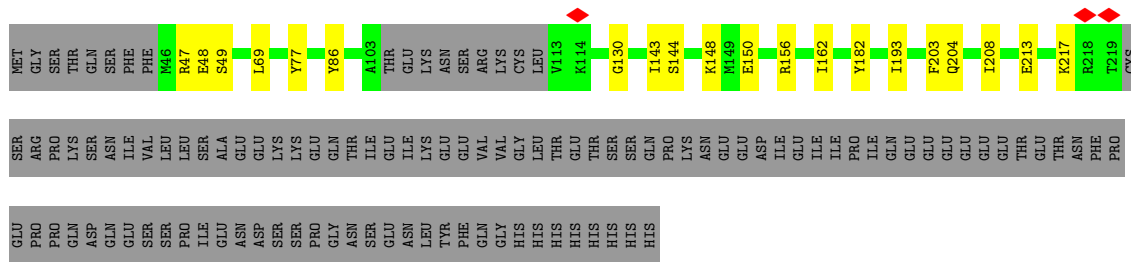 MET GLY SER THR GLN SER PHE PHE M46 R47 E48 S49 L69 Y77 Y86 A103 THR GLU LYS ASN SER ARG LYS CYS LEU V113 K114 G130 I143 S144 K148 M149 E150 R156 I162 Y182 I193 F203 Q204 I208 E213 K217 R218 T219 CYS
SER ARG PRO LYS SER ASN ILE VAL LEU LEU SER ALA GLU GLU LYS LYS GLU GLN THR ILE GLU ILE LYS GLU GLU VAL VAL GLY LEU THR GLU THR SER SER GLN PRO LYS ASN GLU GLU ASP ILE GLU ILE ILE PRO ILE GLN GLU GLU GLU GLU GLU THR GLU THR ASN PHE PRO
GLU PRO PRO GLN ASP GLN GLU SER SER PRO ILE GLU ASN ASP SER SER PRO GLY ASN SER GLU ASN LEU TYR PHE GLN GLY HIS HIS HIS HIS HIS HIS HIS HIS